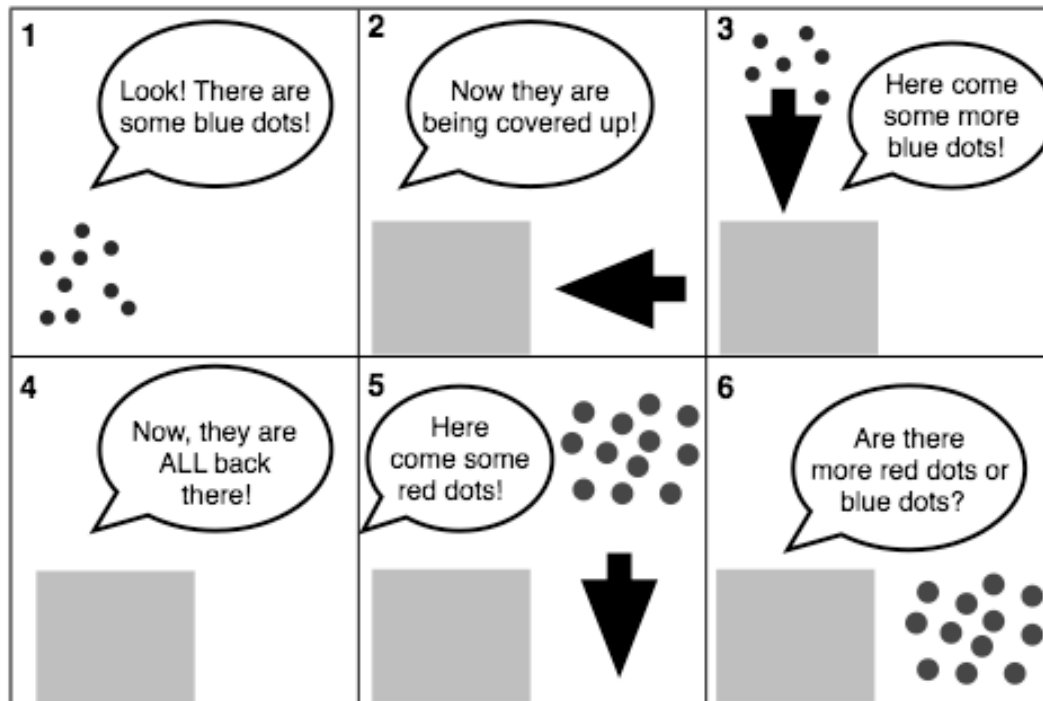 1
Look! There are
some blue dots!
2
Now they are
being covered up!
3
Here come
some more
blue dots!
4
Now, they are
ALL back
there!
5
Here
come some
red dots!
6
Are there
more red dots or
blue dots?